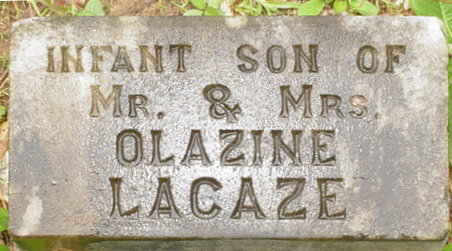 INFANT SON OF
MR. & MRS.
OLAZINE
LACAZE